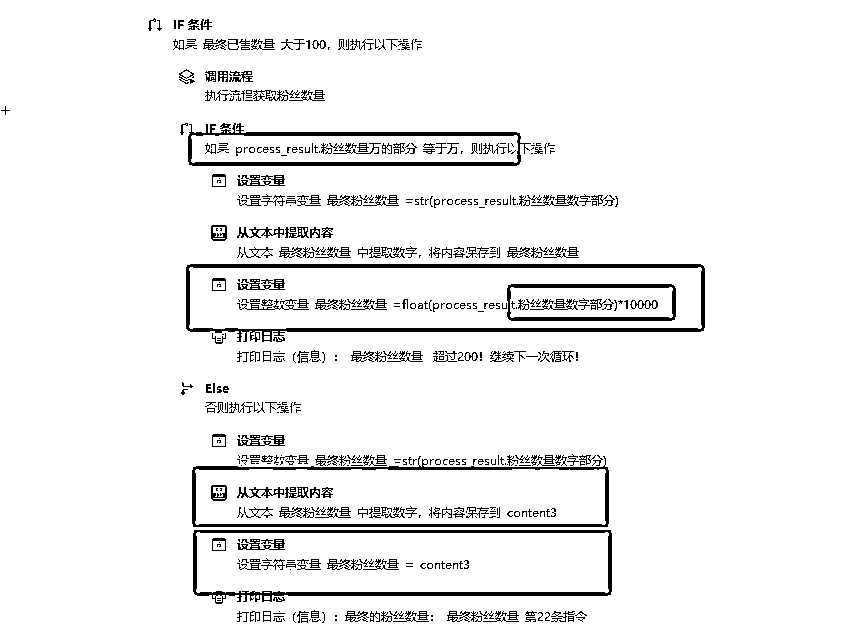 IF 条件
如果 最终已售数量 大于100，则执行以下操作
调用流程
执行流程获取粉丝数量
IF 条件
如果 process_result.粉丝数量万的部分 等于万，则执行以下操作
设置变量
设置字符串变量 最终粉丝数量 =str(process_result.粉丝数量数字部分)
从文本中提取内容
从文本 最终粉丝数量 中提取数字，将内容保存到 最终粉丝数量
设置变量
设置整数变量 最终粉丝数量 =float(process_result.粉丝数量数字部分)*10000
打印日志
打印日志（信息）： 最终粉丝数量 超过200！继续下一次循环！
Else
否则执行以下操作
设置变量
设置整数变量 最终粉丝数量 =str(process_result.粉丝数量数字部分)
从文本中提取内容
从文本 最终粉丝数量 中提取数字，将内容保存到 content3
设置变量
设置字符串变量 最终粉丝数量 = content3
打印日志
打印日志（信息）：最终的粉丝数量： 最终粉丝数量 第22条指令